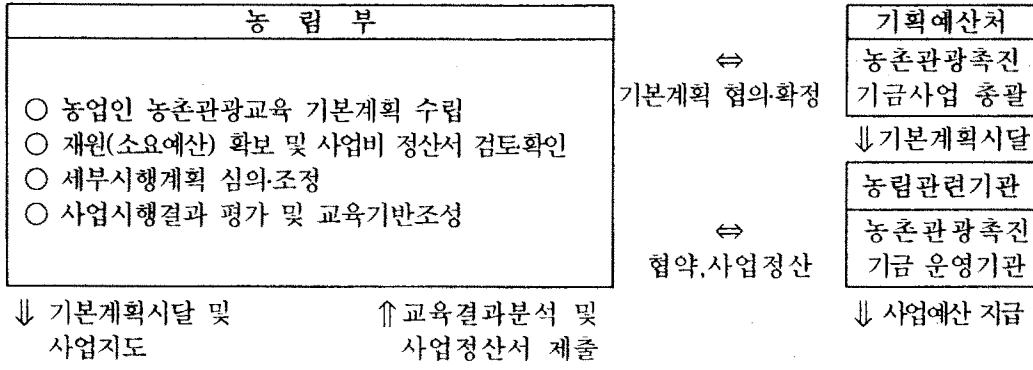 농 림 부
○ 농업인 농촌관광교육 기본계획 수립
○ 재원(소요예산) 확보 및 사업비 정산서 검토확인
○ 세부시행계획 심의·조정
○ 사업시행결과 평가 및 교육기반조성
⇔
기본계획 협의·확정
⇔
협약,사업정산
기획예산처
농촌관광촉진
기금사업 총괄
⇓기본계획시달
농림관련기관
농촌관광촉진
기금 운영기관
⇓ 기본계획시달 및
사업지도
⇑교육결과분석 및
사업정산서 제출
⇓ 사업예산 지급